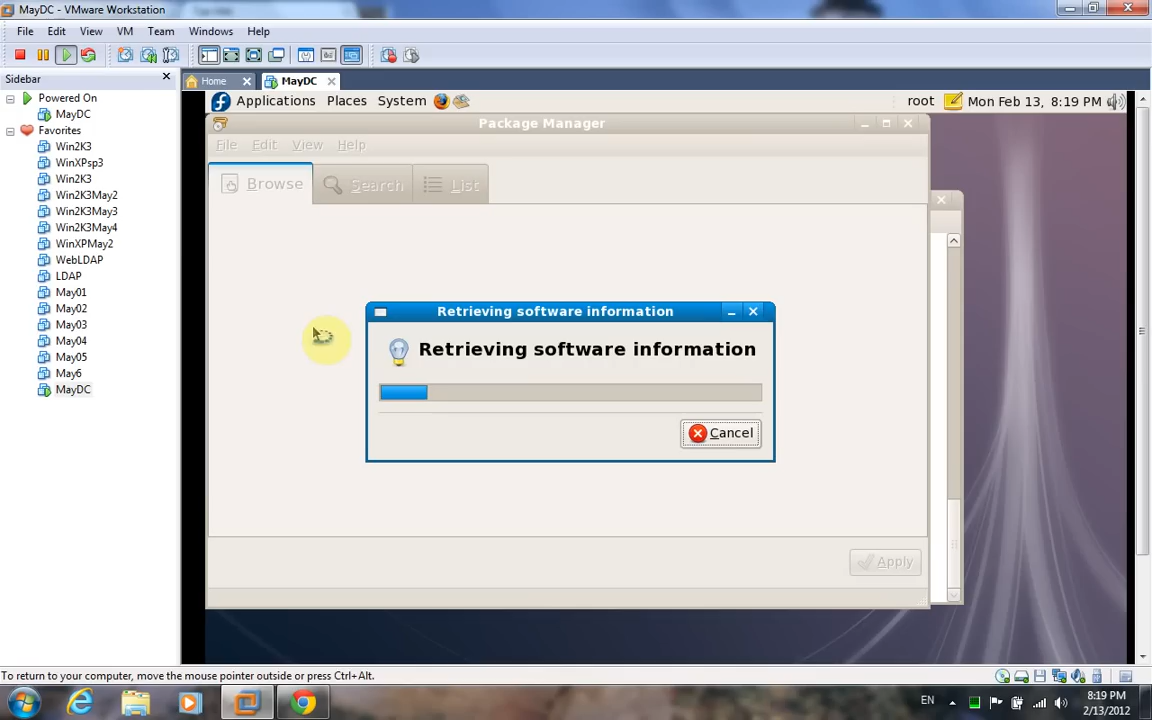 MayDC - VMware Workstation
File Edit View VM Team Windows Help
Sidebar
Powered On
MayDC
Favorites
Win2K3
WinXPsp3
Win2K3
Win2K3May2
Win2K3May3
Win2K3May4
WinXPMay2
WebLDAP
LDAP
May01
May02
May03
May04
May05
May6
MayDC
Home MayDC
Applications Places System root Mon Feb 13, 8:19 PM
Package Manager
File Edit View Help
Browse Search List
Retrieving software information
Retrieving software information
Cancel
Apply
To return to your computer, move the mouse pointer outside or press Ctrl+Alt.
EN 8:19 PM
2/13/2012